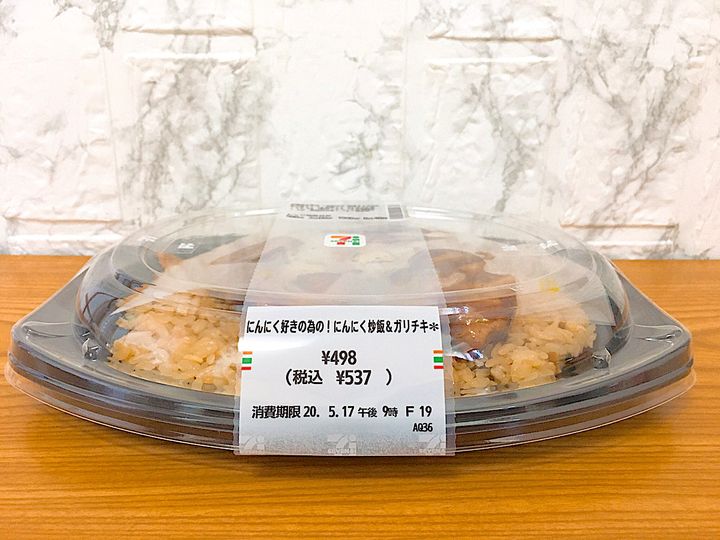 にんにく好きの為の!にんにく炒飯&ガリチキ*
¥498
(税込 ¥537 )
消費期限 20. 5. 17 午後 9時 F 19
AQ36